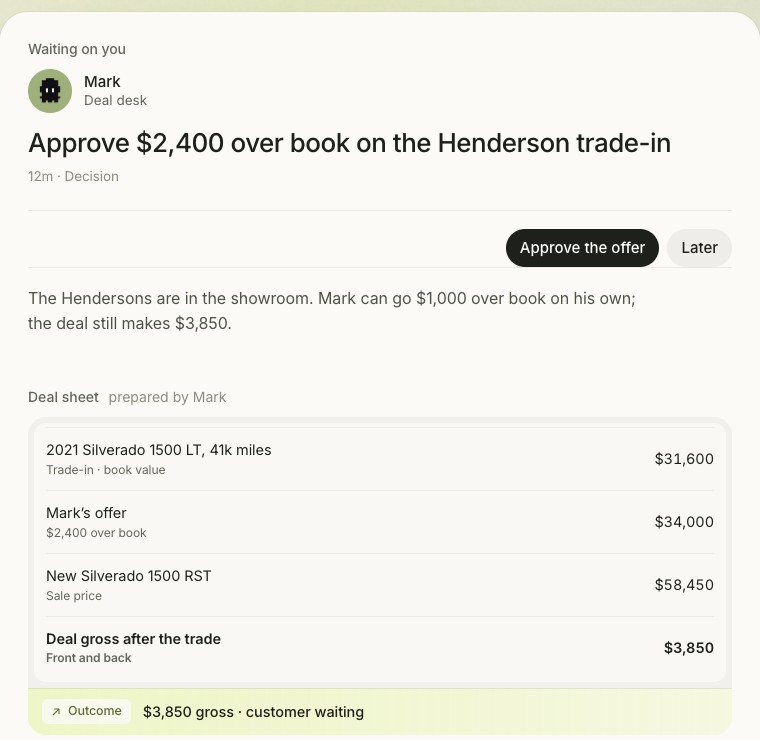 Waiting on you
Mark
Deal desk
Approve $2,400 over book on the Henderson trade-in
12m · Decision
Approve the offer
Later
The Hendersons are in the showroom. Mark can go $1,000 over book on his own;
the deal still makes $3,850.
Deal sheet prepared by Mark
2021 Silverado 1500 LT, 41k miles
Trade-in · book value
$31,600
Mark’s offer
$2,400 over book
$34,000
New Silverado 1500 RST
Sale price
$58,450
Deal gross after the trade
Front and back
$3,850
Outcome
$3,850 gross · customer waiting